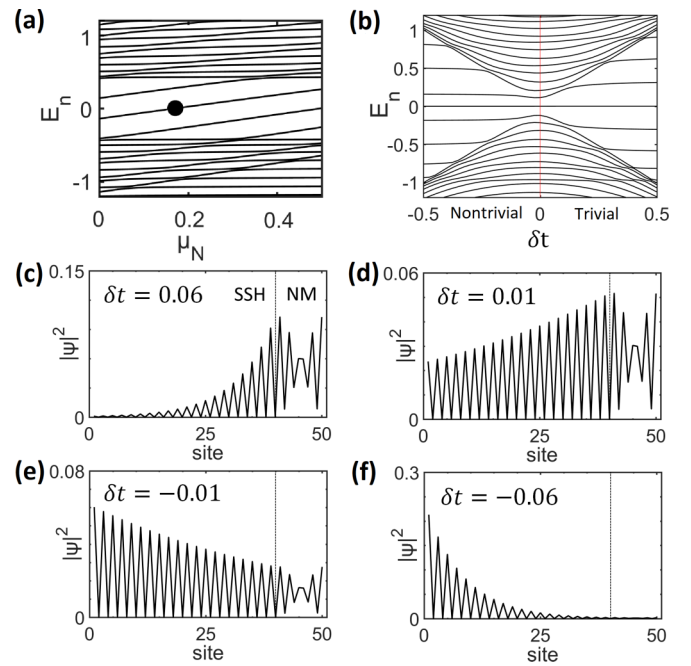 (a)
1
0
-1
E_n
0
0.2
0.4
μ_N
(b)
1
0.5
0
-0.5
-1
E_n
Nontrivial
Trivial
-0.5
0
0.5
δt
(c)
0.15
0
|ψ|²
δt = 0.06
SSH
NM
0
25
50
site
(d)
0.06
0
|ψ|²
δt = 0.01
0
25
50
site
(e)
0.08
0
|ψ|²
δt = −0.01
0
25
50
site
(f)
0.3
0
|ψ|²
δt = −0.06
0
25
50
site